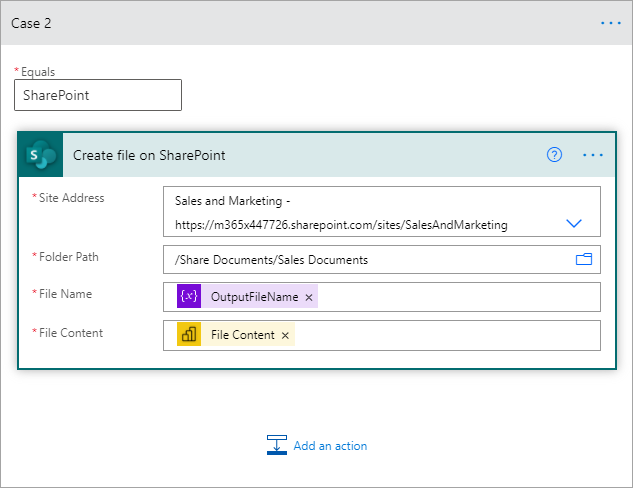 Case 2
...
* Equals
SharePoint
S
Create file on SharePoint
?
...
* Site Address
Sales and Marketing -
https://m365x447726.sharepoint.com/sites/SalesAndMarketing
* Folder Path
/Share Documents/Sales Documents
* File Name
{x} OutputFileName ×
* File Content
File Content ×
Add an action